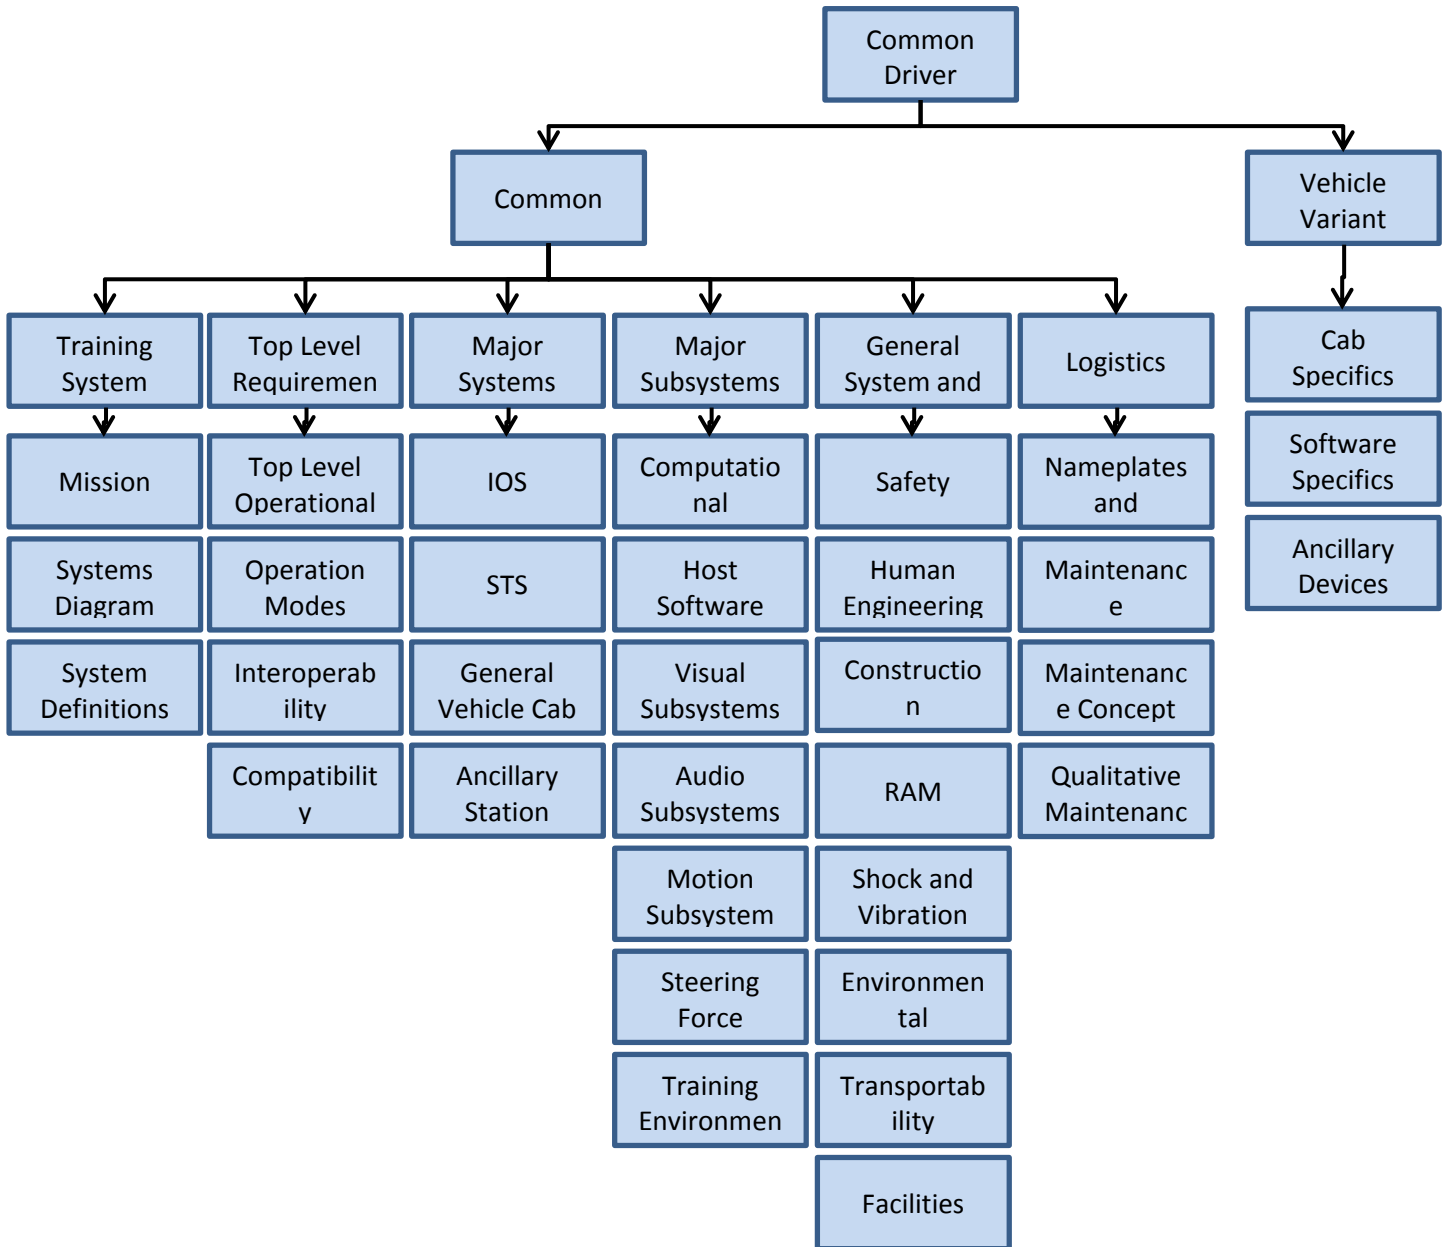 Common
Driver
Common
Vehicle
Variant
Training
System
Top Level
Requiremen
Major
Systems
Major
Subsystems
General
System and
Logistics
Cab
Specifics
Mission
Top Level
Operational
IOS
Computatio
nal
Safety
Nameplates
and
Software
Specifics
Systems
Diagram
Operation
Modes
STS
Host
Software
Human
Engineering
Maintenanc
e
Ancillary
Devices
System
Definitions
Interoperab
ility
General
Vehicle Cab
Visual
Subsystems
Constructio
n
Maintenanc
e Concept
Compatibilit
y
Ancillary
Station
Audio
Subsystems
RAM
Qualitative
Maintenanc
Motion
Subsystem
Shock and
Vibration
Steering
Force
Environmen
tal
Training
Environmen
Transportab
ility
Facilities